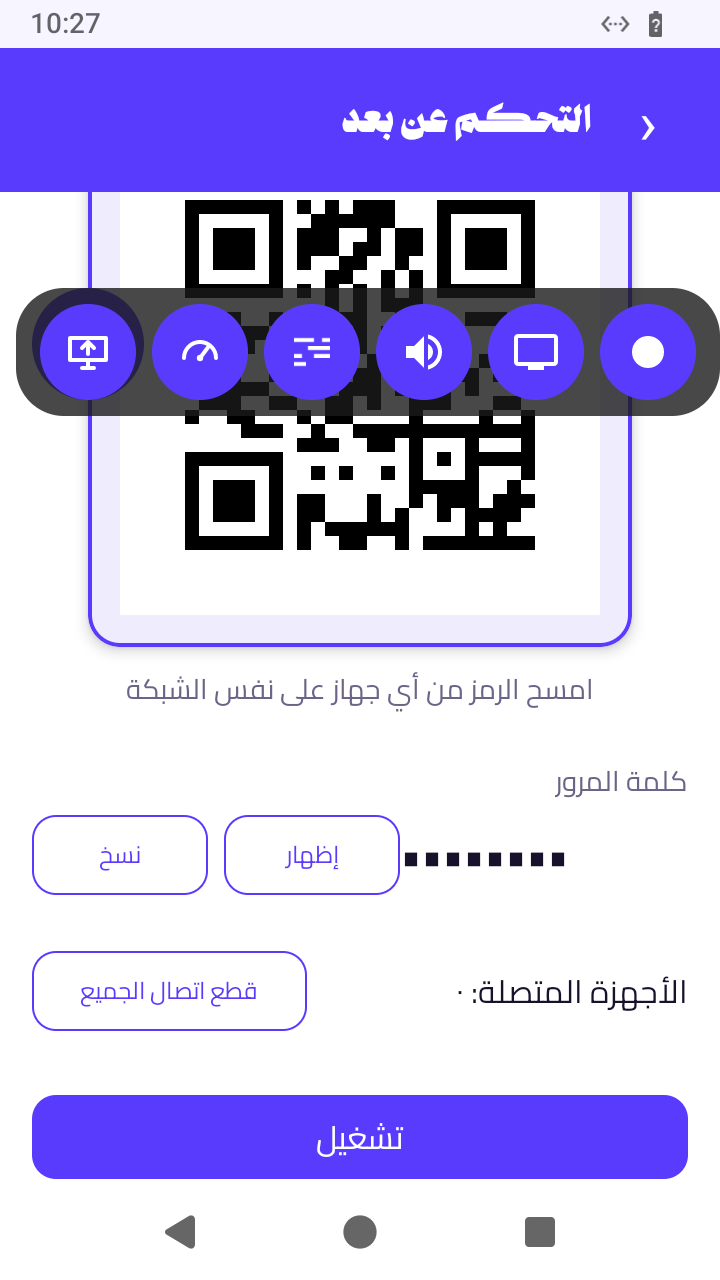 10:27
التحكم عن بعد
امسح الرمز من أي جهاز على نفس الشبكة
كلمة المرور
إظهار
نسخ
الأجهزة المتصلة: ٠
قطع اتصال الجميع
تشغيل